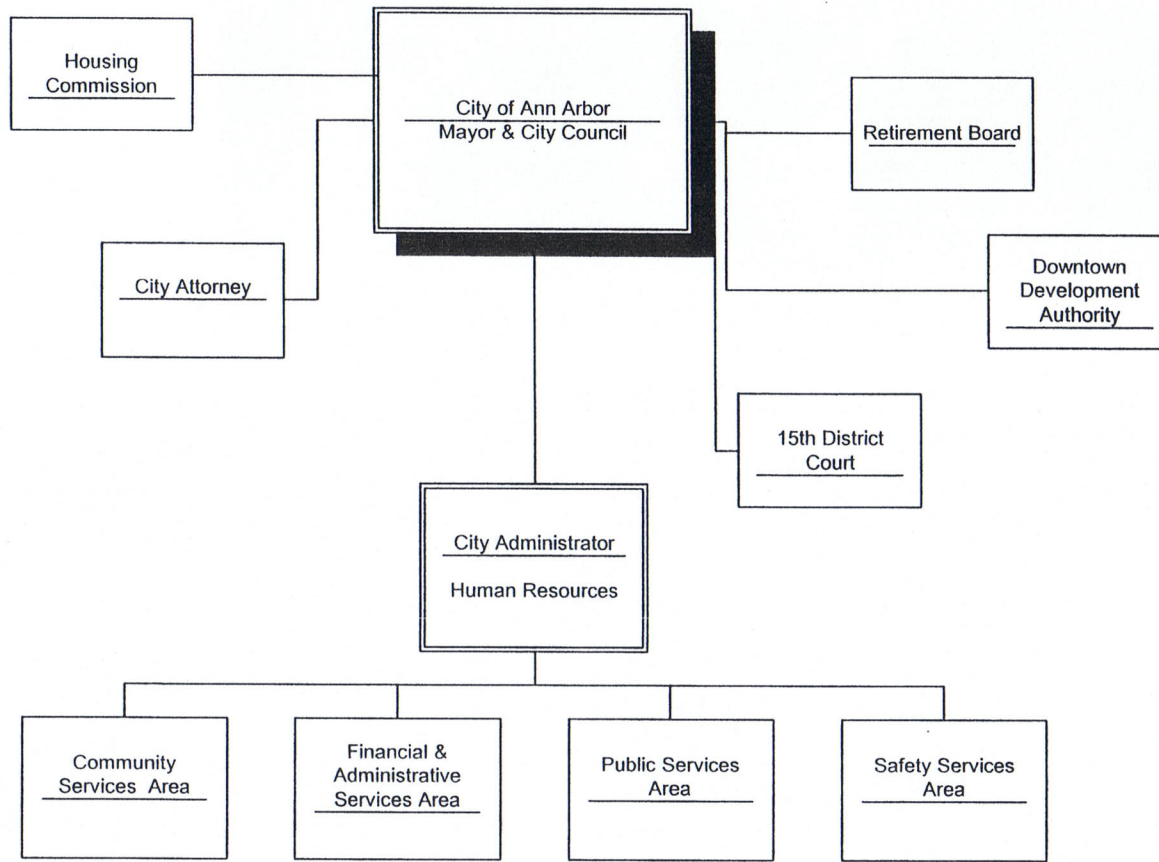 Housing
Commission
City of Ann Arbor
Mayor & City Council
Retirement Board
City Attorney
Downtown
Development
Authority
15th District
Court
City Administrator
Human Resources
Community
Services Area
Financial &
Administrative
Services Area
Public Services
Area
Safety Services
Area